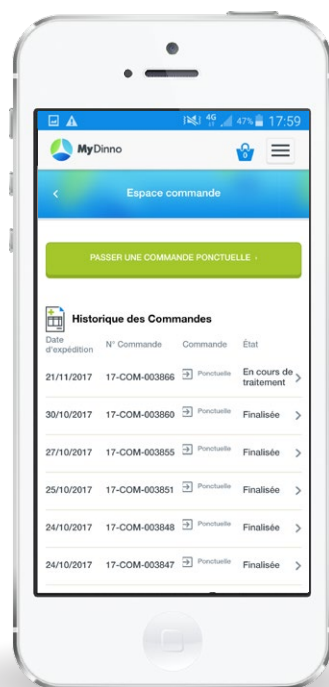 4G 47% 17:59
MyDinno
0
Espace commande
PASSER UNE COMMANDE PONCTUELLE ›
Historique des Commandes
Date d'expédition N° Commande Commande État
21/11/2017 17-COM-003866 Ponctuelle En cours de traitement
30/10/2017 17-COM-003860 Ponctuelle Finalisée
27/10/2017 17-COM-003855 Ponctuelle Finalisée
25/10/2017 17-COM-003851 Ponctuelle Finalisée
24/10/2017 17-COM-003848 Ponctuelle Finalisée
24/10/2017 17-COM-003847 Ponctuelle Finalisée